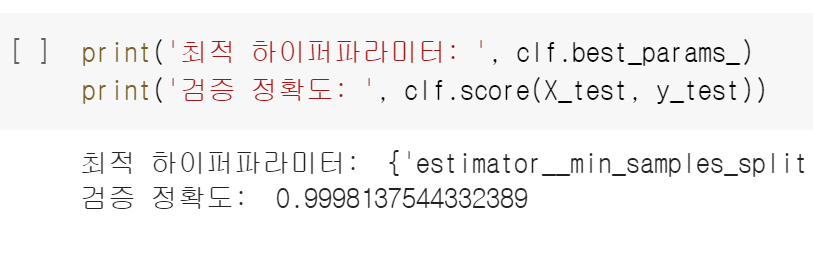 [ ] print('최적 하이퍼파라미터: ', clf.best_params_)
print('검증 정확도: ', clf.score(X_test, y_test))
최적 하이퍼파라미터:  {'estimator__min_samples_split
검증 정확도:  0.9998137544332389